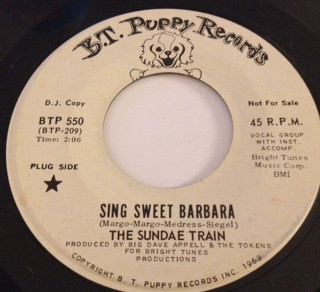 B.T. Puppy Records
D.J. Copy
Not For Sale
BTP 550
(BTP-209)
Time: 2:06
45 R.P.M.
VOCAL GROUP
WITH INST.
ACCOMP.
Bright Tunes
Music Corp.
BMI
PLUG SIDE
SING SWEET BARBARA
(Margo-Margo-Medress-Siegel)
THE SUNDAE TRAIN
PRODUCED BY BIG DAVE APPELL & THE TOKENS
FOR BRIGHT TUNES
PRODUCTIONS
COPYRIGHT B. T. PUPPY RECORDS INC.